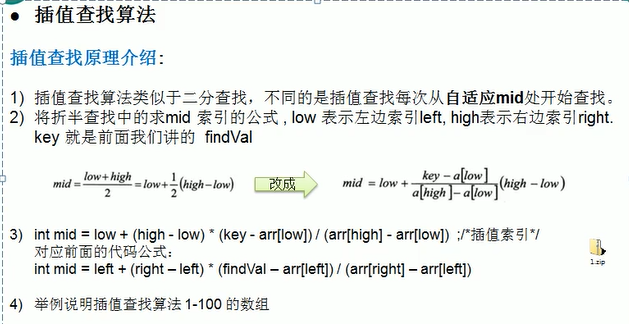 ● 插值查找算法
插值查找原理介绍:
1) 插值查找算法类似于二分查找，不同的是插值查找每次从自适应mid处开始查找。
2) 将折半查找中的求mid 索引的公式 , low 表示左边索引left, high表示右边索引right.
key 就是前面我们讲的 findVal
mid = (low+high)/2 = low + 1/2 (high−low) 改成 mid = low + (key − a[low])/(a[high] − a[low]) (high − low)
3) int mid = low + (high - low) * (key - arr[low]) / (arr[high] - arr[low]) ;/*插值索引*/
对应前面的代码公式：
int mid = left + (right – left) * (findVal – arr[left]) / (arr[right] – arr[left])
1.zip
4) 举例说明插值查找算法 1-100 的数组